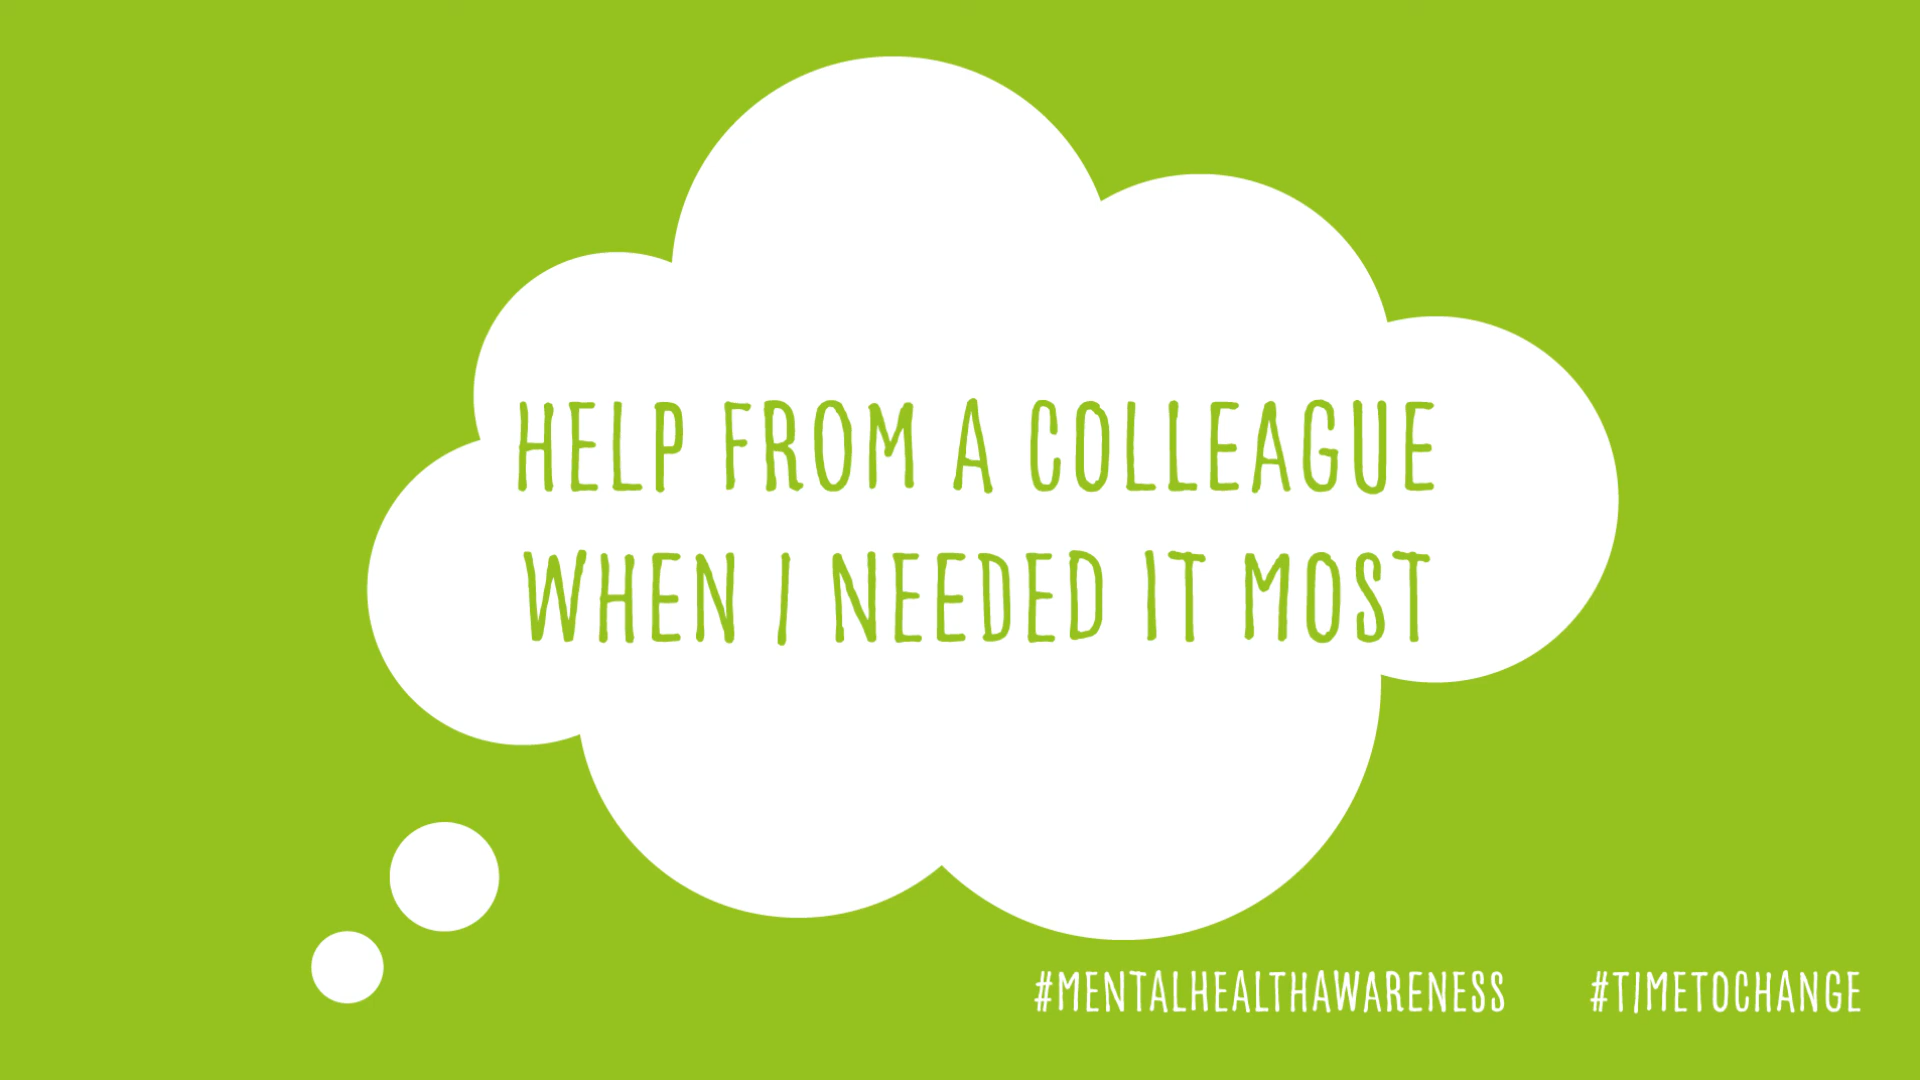 HELP FROM A COLLEAGUE
WHEN I NEEDED IT MOST
#MENTALHEALTHAWARENESS #TIMETOCHANGE